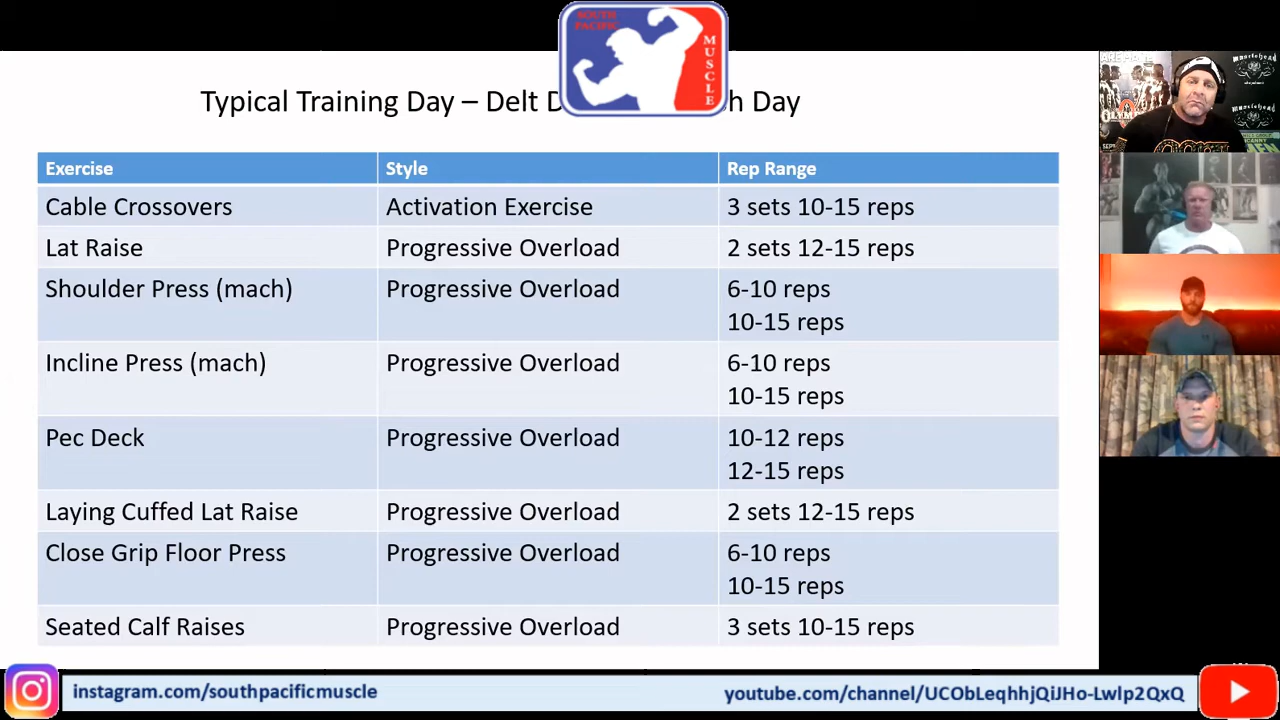 SOUTH
PACIFIC
MUSCLE
Typical Training Day – Delt D h Day
Exercise Style Rep Range
Cable Crossovers Activation Exercise 3 sets 10-15 reps
Lat Raise Progressive Overload 2 sets 12-15 reps
Shoulder Press (mach) Progressive Overload 6-10 reps
10-15 reps
Incline Press (mach) Progressive Overload 6-10 reps
10-15 reps
Pec Deck Progressive Overload 10-12 reps
12-15 reps
Laying Cuffed Lat Raise Progressive Overload 2 sets 12-15 reps
Close Grip Floor Press Progressive Overload 6-10 reps
10-15 reps
Seated Calf Raises Progressive Overload 3 sets 10-15 reps
instagram.com/southpacificmuscle
youtube.com/channel/UCObLeqhhjQiJHo-Lwlp2QxQ